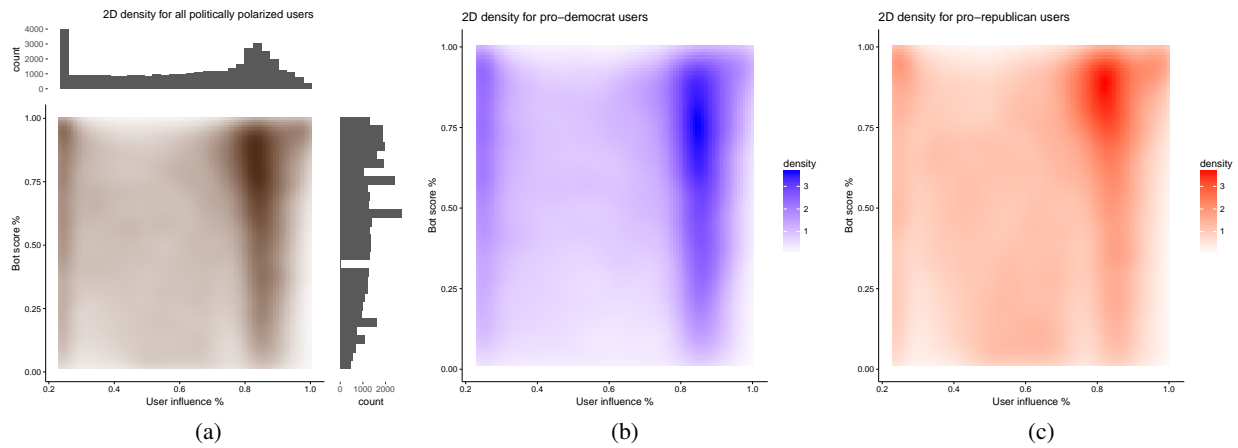 2D density for all politically polarized users
4000
3000
2000
1000
0
count
1.00
0.75
0.50
0.25
0.00
Bot score %
0.2
0.4
0.6
0.8
1.0
User influence %
0 1000 2000
count
(a)
2D density for pro−democrat users
1.00
0.75
0.50
0.25
0.00
Bot score %
0.2
0.4
0.6
0.8
1.0
User influence %
density
3
2
1
(b)
2D density for pro−republican users
1.00
0.75
0.50
0.25
0.00
Bot score %
0.2
0.4
0.6
0.8
1.0
User influence %
density
3
2
1
(c)